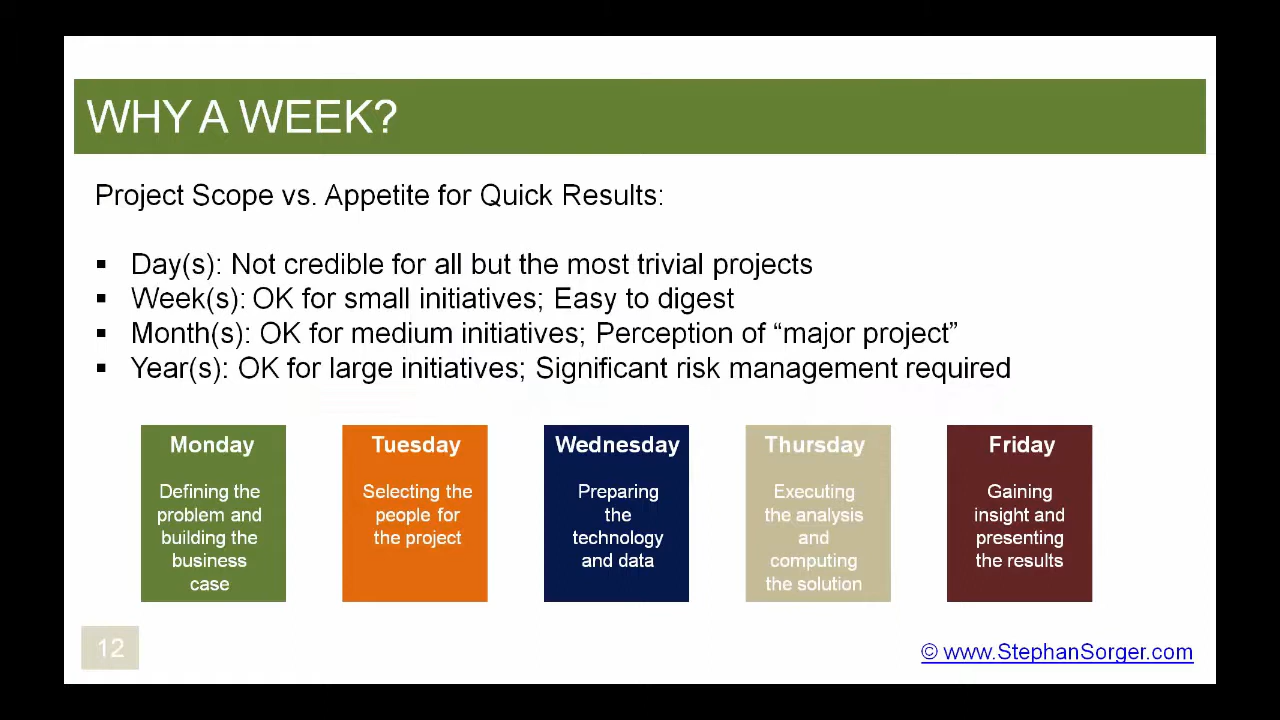 WHY A WEEK?
Project Scope vs. Appetite for Quick Results:
▪ Day(s): Not credible for all but the most trivial projects
▪ Week(s): OK for small initiatives; Easy to digest
▪ Month(s): OK for medium initiatives; Perception of “major project”
▪ Year(s): OK for large initiatives; Significant risk management required
Monday
Defining the
problem and
building the
business
case
Tuesday
Selecting the
people for
the project
Wednesday
Preparing
the
technology
and data
Thursday
Executing
the analysis
and
computing
the solution
Friday
Gaining
insight and
presenting
the results
12
© www.StephanSorger.com